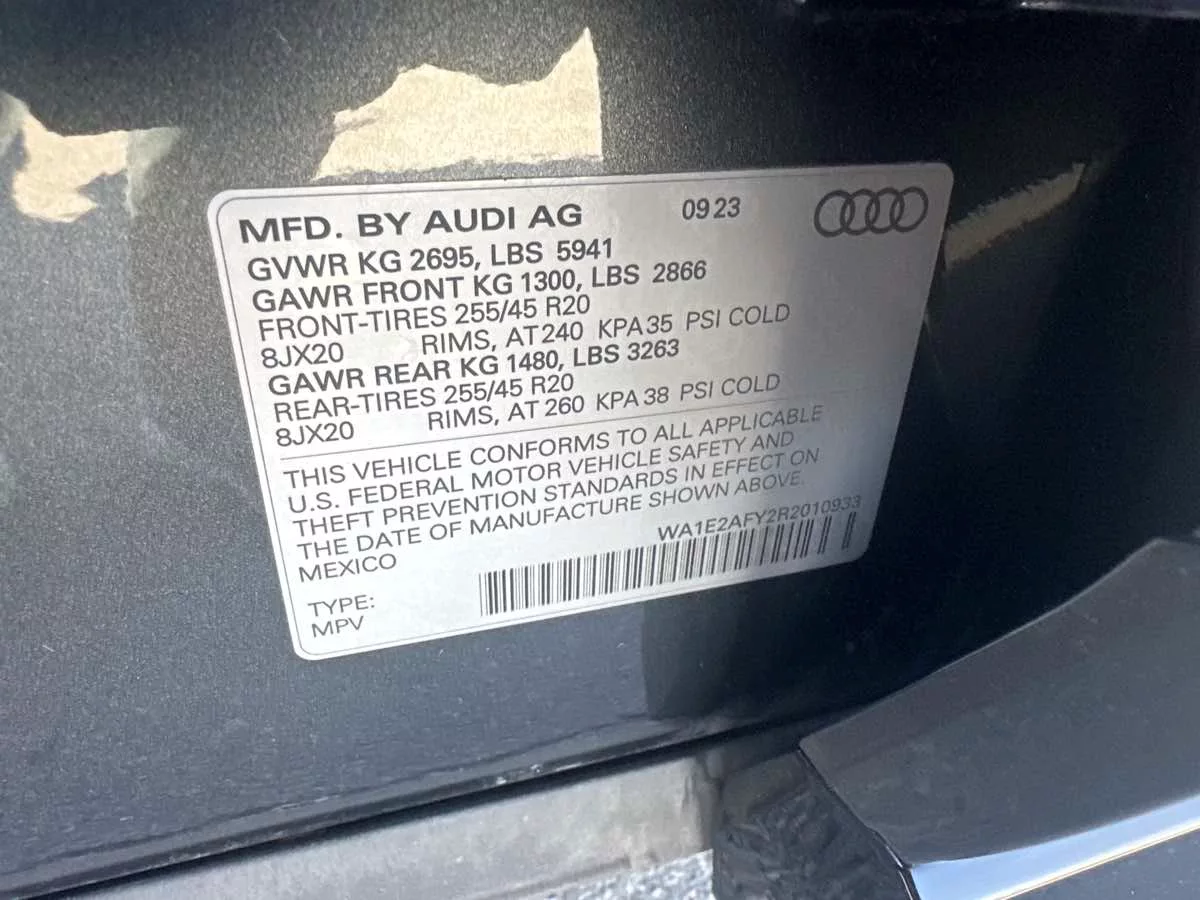 MFD. BY AUDI AG 09 23
GVWR KG 2695, LBS 5941
GAWR FRONT KG 1300, LBS 2866
FRONT-TIRES 255/45 R20
8JX20 RIMS, AT 240 KPA 35 PSI COLD
GAWR REAR KG 1480, LBS 3263
REAR-TIRES 255/45 R20
8JX20 RIMS, AT 260 KPA 38 PSI COLD
THIS VEHICLE CONFORMS TO ALL APPLICABLE
U.S. FEDERAL MOTOR VEHICLE SAFETY AND
THEFT PREVENTION STANDARDS IN EFFECT ON
THE DATE OF MANUFACTURE SHOWN ABOVE.
MEXICO WA1E2AFY2R2010933
TYPE:
MPV